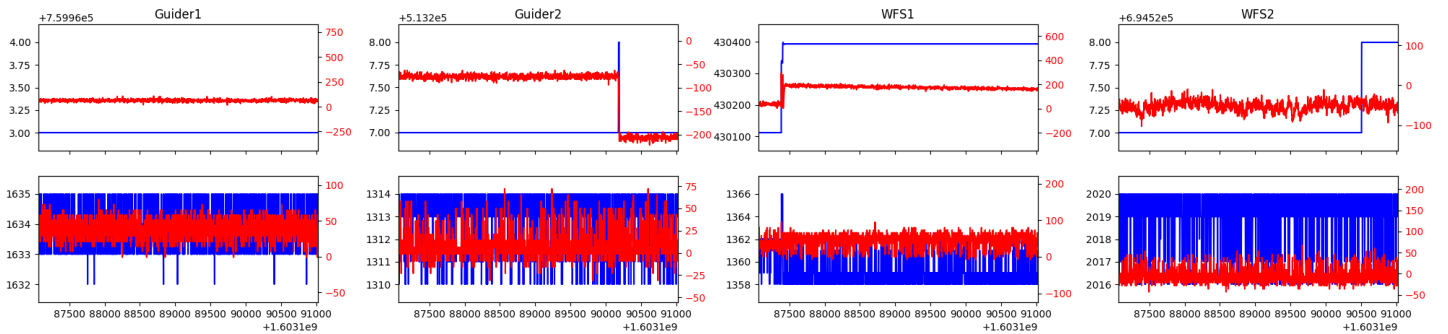 Guider1 Guider2 WFS1 WFS2
+7.5996e5 +5.132e5 +6.9452e5
4.00 750 8.00 0 430400 600 8.00 100
3.75 500 7.75 −50 430300 400 7.75 0
3.50 250 7.50 −100 430200 200 7.50 −100
3.25 0 7.25 −150 430100 0 7.25
3.00 −250 7.00 −200 −200 7.00
1635 100 1314 75 1366 200 2020 200
1634 50 1313 50 1364 100 2019 150
1633 0 1312 25 1362 0 2018 100
1632 −50 1311 0 1360 −100 2017 50
1310 −25 1358 2016 0
−50 −50
87500 88000 88500 89000 89500 90000 90500 91000 87500 88000 88500 89000 89500 90000 90500 91000 87500 88000 88500 89000 89500 90000 90500 91000 87500 88000 88500 89000 89500 90000 90500 91000
+1.6031e9 +1.6031e9 +1.6031e9 +1.6031e9